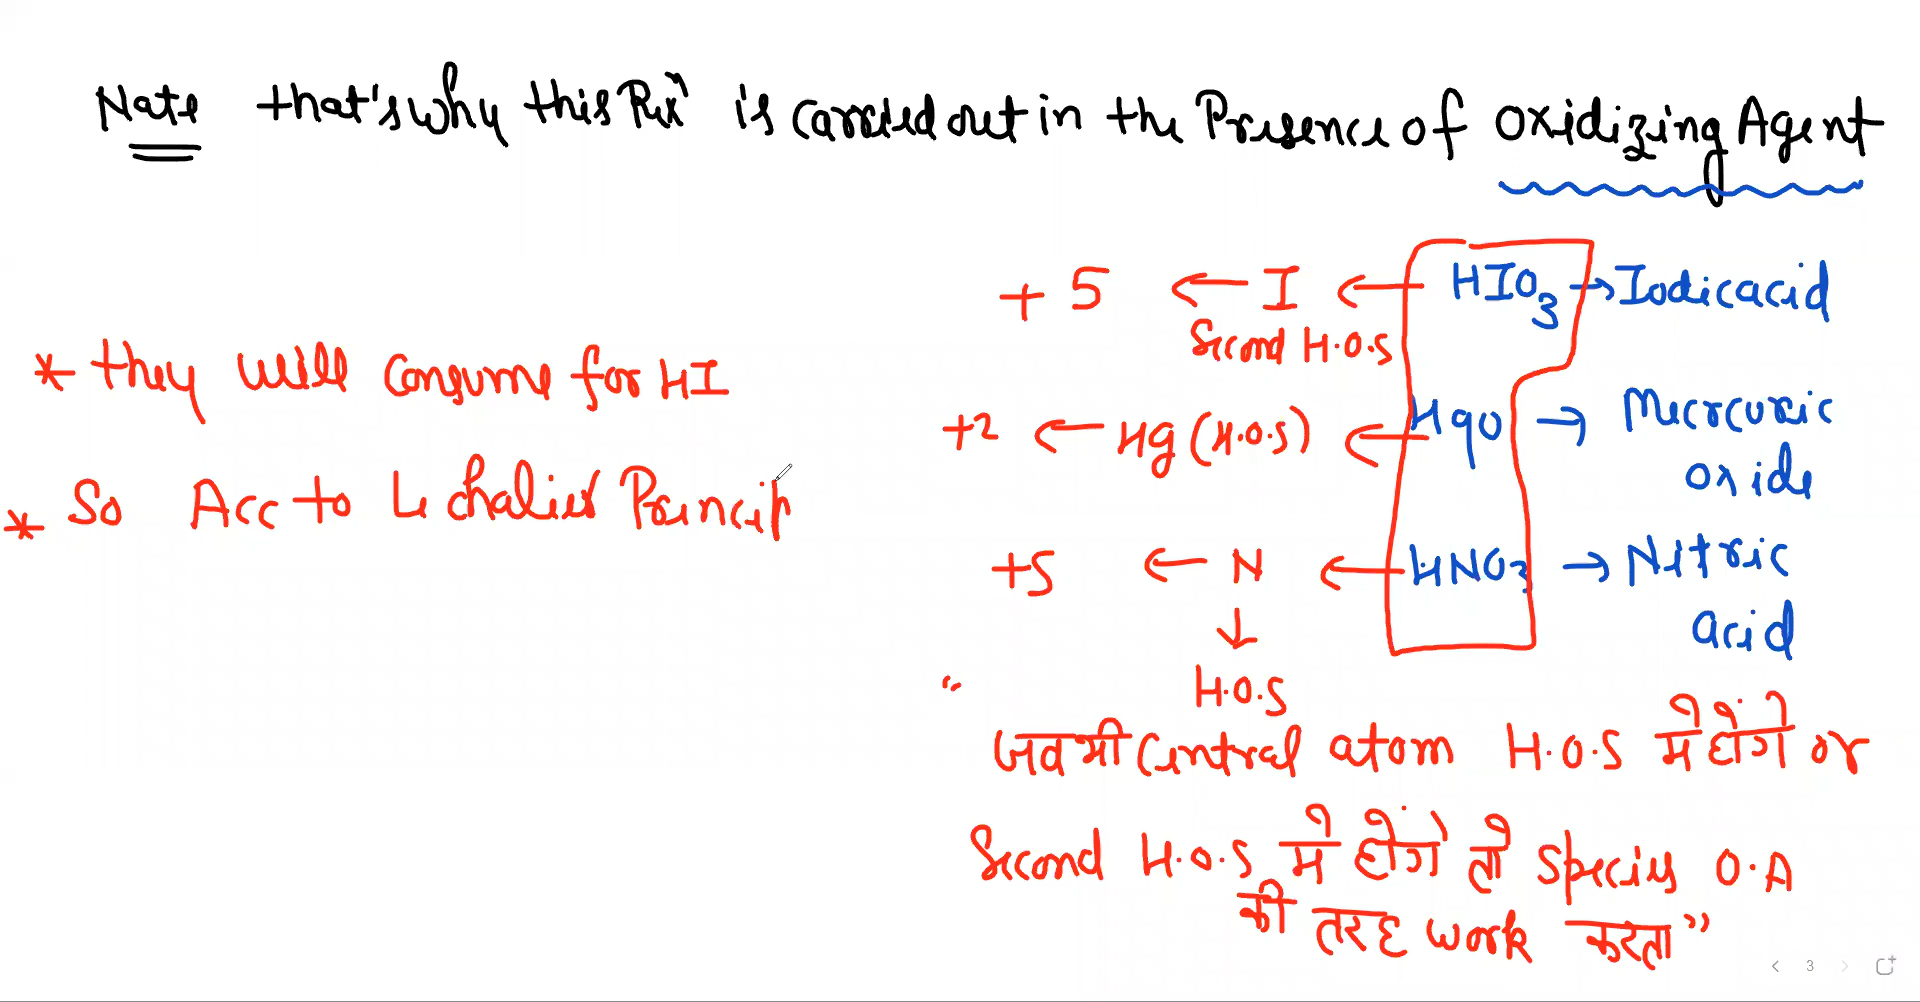 Note that's why this Rxⁿ is carried out in the Presence of oxidizing Agent
+5 ← I ← HIO3 → Iodic acid
Second H.O.S
* they will consume for HI
+2 ← Hg (H.O.S) ← HgO → Mercuric
oxide
* So Acc to Le chalier Princip
+5 ← N ← HNO3 → Nitric
acid
↓
H.O.S
"जब भी Central atom H.O.S में होंगे or
Second H.O.S में होंगे तो Species O.A
की तरह work करता"
3